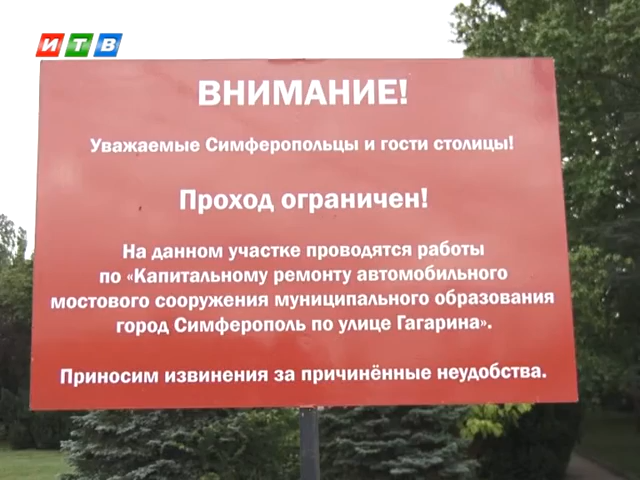 ИТВ
ВНИМАНИЕ!
Уважаемые Симферопольцы и гости столицы!
Проход ограничен!
На данном участке проводятся работы
по «Капитальному ремонту автомобильного
мостового сооружения муниципального образования
город Симферополь по улице Гагарина».
Приносим извинения за причинённые неудобства.